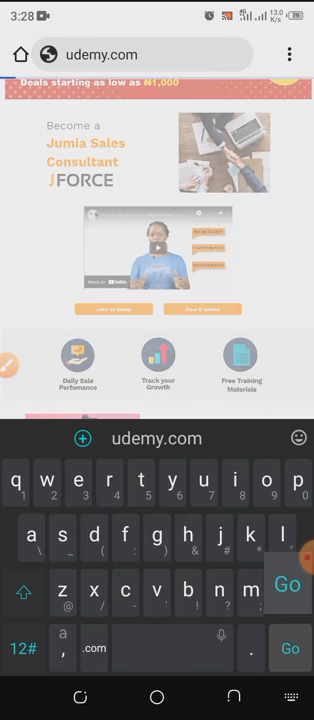 3:28
13.0
K/s
udemy.com
Deals starting as low as ₦1,000
Become a
Jumia Sales
Consultant
JFORCE
Join us today!
How it works
Daily Sale
Perfomance
Track your
Growth
Free Training
Materials
udemy.com
q w e r t y u i o p
1 2 3 4 5 6 7 8 9 0
a s d f g h j k l
\ _ ( : ) & # * "
z x c v b n m
@ / - ' ! ?
Go
12# a , .com . Go